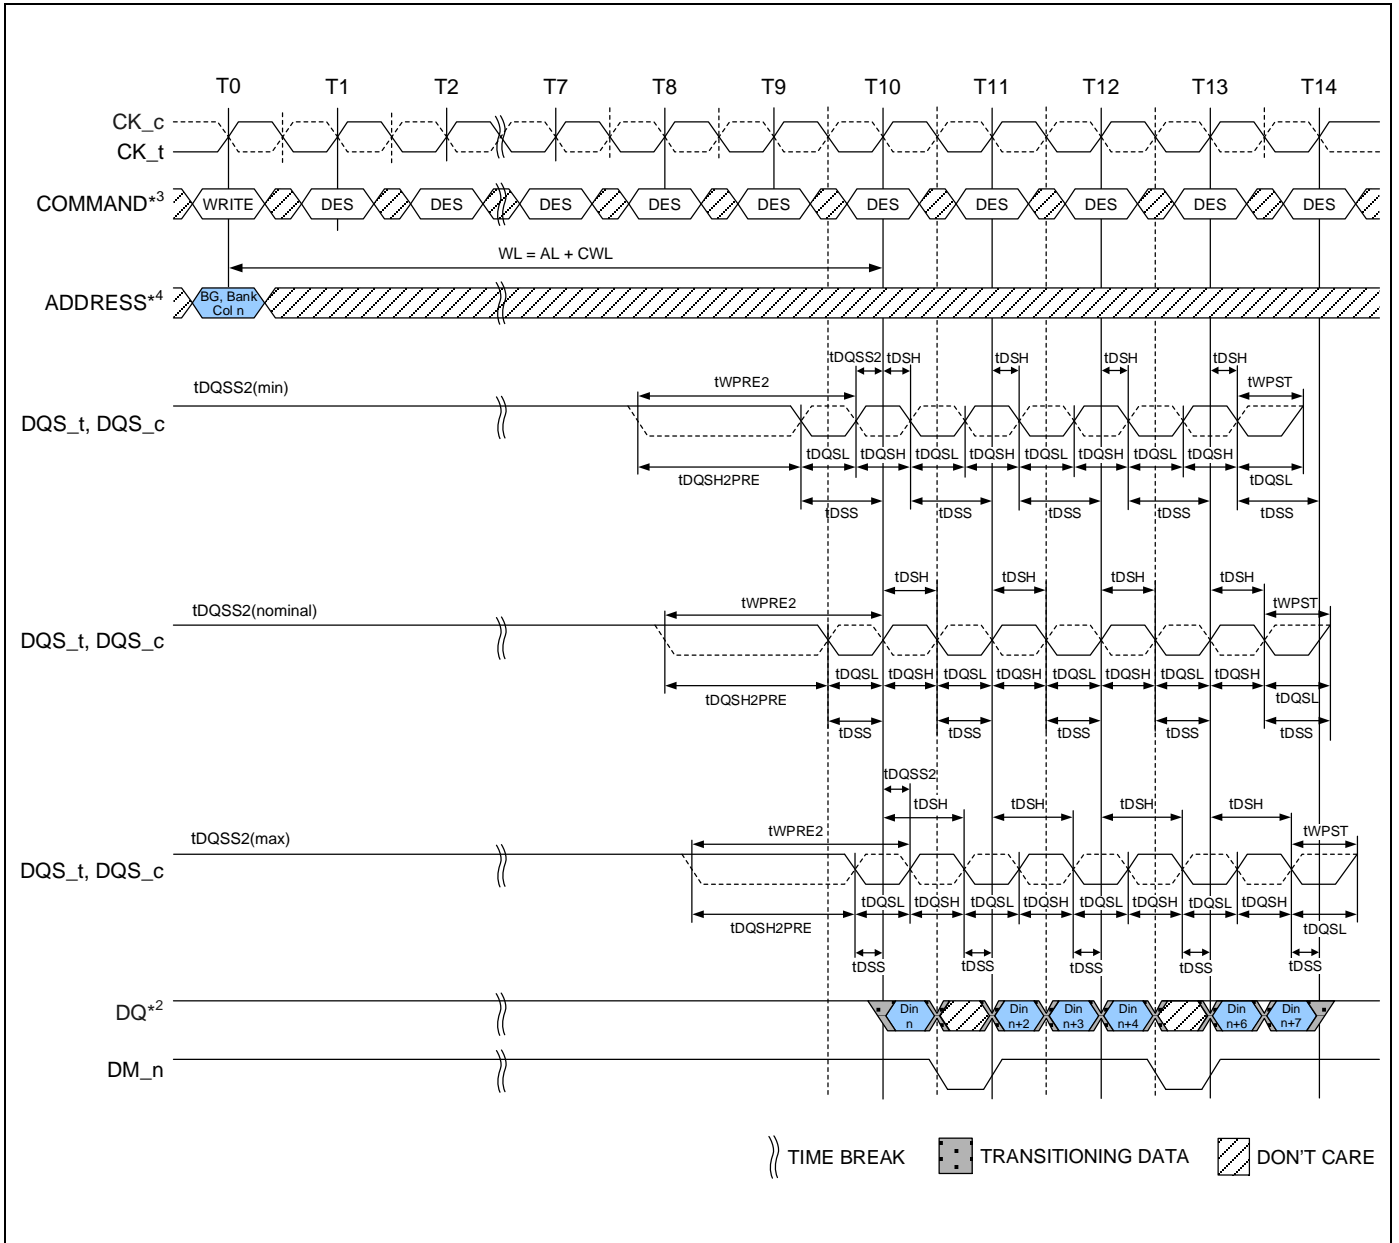 T0 T1 T2 T7 T8 T9 T10 T11 T12 T13 T14
CK_c
CK_t
COMMAND*3 WRITE DES DES DES DES DES DES DES DES DES DES
WL = AL + CWL
ADDRESS*4 BG, Bank
Col n
tDQSS2 tDSH tDSH tDSH tDSH
tDQSS2(min) tWPRE2 tWPST
DQS_t, DQS_c
tDQSL tDQSH tDQSL tDQSH tDQSL tDQSH tDQSL tDQSH tDQSL
tDQSH2PRE
tDSS tDSS tDSS tDSS tDSS
tDSH tDSH tDSH tDSH
tDQSS2(nominal) tWPRE2 tWPST
DQS_t, DQS_c
tDQSL tDQSH tDQSL tDQSH tDQSL tDQSH tDQSL tDQSH tDQSL
tDQSH2PRE
tDSS tDSS tDSS tDSS tDSS
tDQSS2
tDSH tDSH tDSH tDSH
tDQSS2(max) tWPRE2 tWPST
DQS_t, DQS_c
tDQSL tDQSH tDQSL tDQSH tDQSL tDQSH tDQSL tDQSH tDQSL
tDQSH2PRE
tDSS tDSS tDSS tDSS tDSS
DQ*2 Din Din Din Din Din Din
n n+2 n+3 n+4 n+6 n+7
DM_n
TIME BREAK TRANSITIONING DATA DON'T CARE